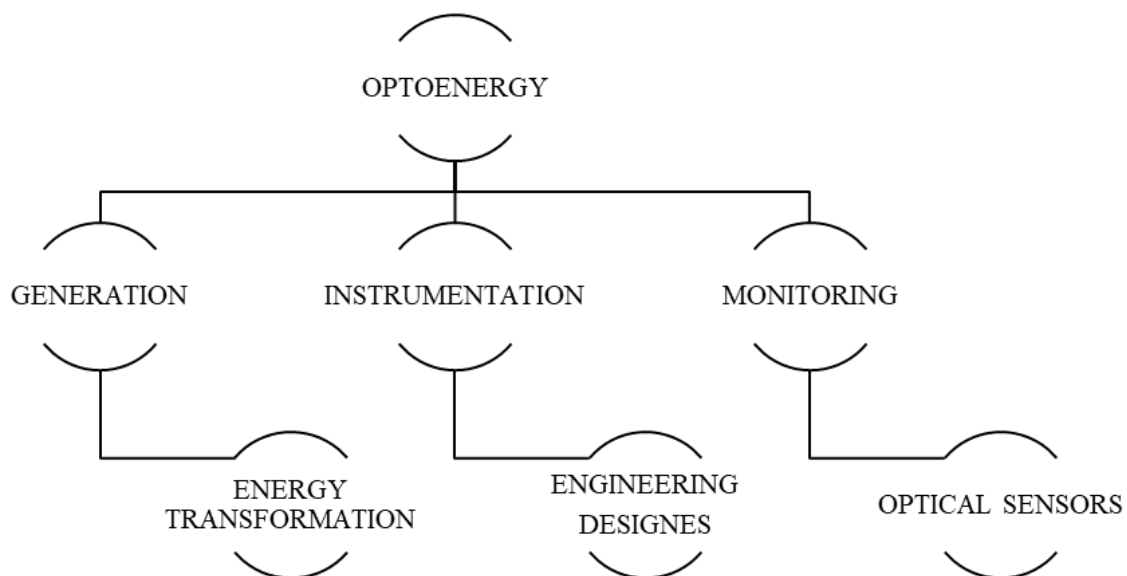 OPTOENERGY
GENERATION
INSTRUMENTATION
MONITORING
ENERGY
TRANSFORMATION
ENGINEERING
DESIGNES
OPTICAL SENSORS